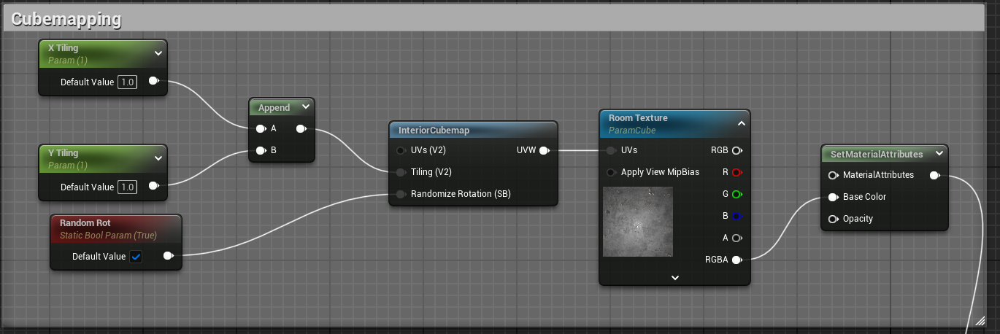 Cubemapping
X Tiling
Param (1)
Default Value 1.0
Append
A
B
Y Tiling
Param (1)
Default Value 1.0
Random Rot
Static Bool Param (True)
Default Value
InteriorCubemap
UVs (V2) UVW
Tiling (V2)
Randomize Rotation (SB)
Room Texture
ParamCube
UVs RGB
Apply View MipBias R
G
B
A
RGBA
SetMaterialAttributes
MaterialAttributes
Base Color
Opacity